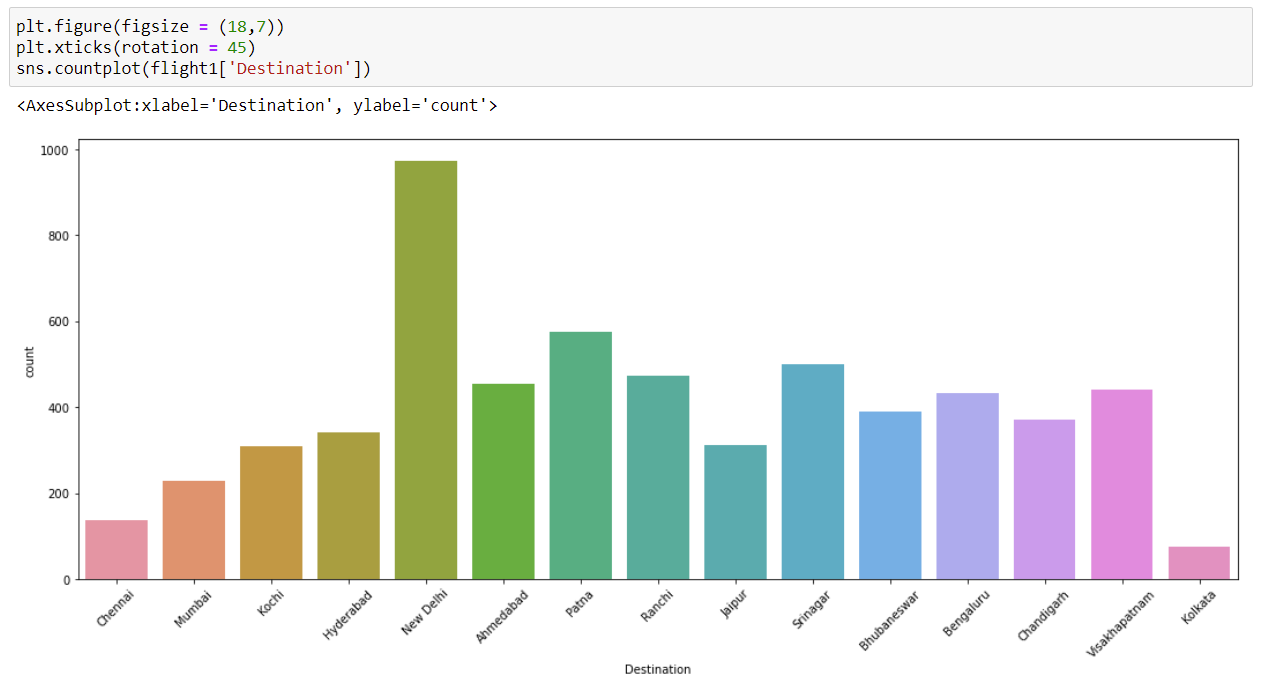 plt.figure(figsize = (18,7))
plt.xticks(rotation = 45)
sns.countplot(flight1['Destination'])
<AxesSubplot:xlabel='Destination', ylabel='count'>
1000
800
600
400
200
0
count
Chennai
Mumbai
Kochi
Hyderabad
New Delhi
Ahmedabad
Patna
Ranchi
Jaipur
Srinagar
Bhubaneswar
Bengaluru
Chandigarh
Visakhapatnam
Kolkata
Destination